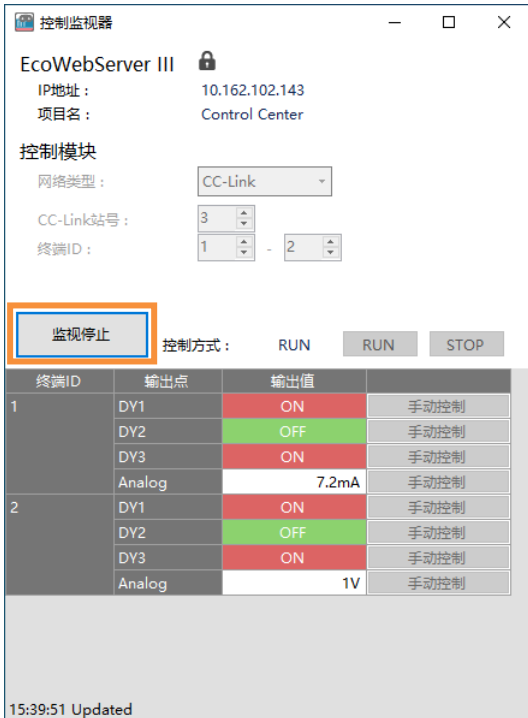 控制监视器
EcoWebServer III
IP地址： 10.162.102.143
项目名： Control Center
控制模块
网络类型： CC-Link
CC-Link站号： 3
终端ID： 1 - 2
监视停止 控制方式： RUN RUN STOP
终端ID 输出点 输出值
1 DY1 ON 手动控制
DY2 OFF 手动控制
DY3 ON 手动控制
Analog 7.2mA 手动控制
2 DY1 ON 手动控制
DY2 OFF 手动控制
DY3 ON 手动控制
Analog 1V 手动控制
15:39:51 Updated